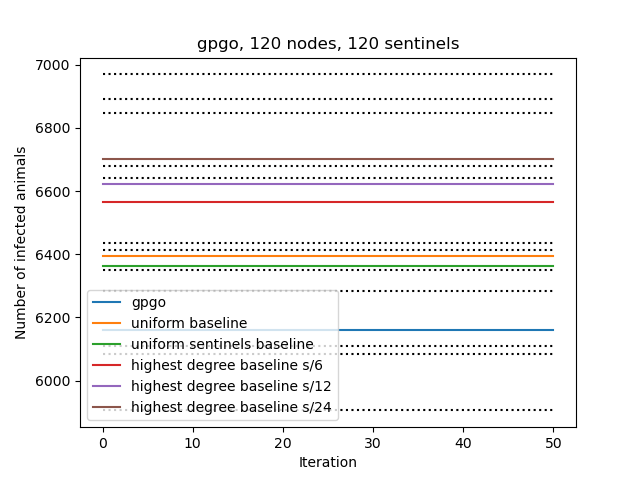 gpgo, 120 nodes, 120 sentinels
7000
6800
6600
6400
6200
6000
Number of infected animals
gpgo
uniform baseline
uniform sentinels baseline
highest degree baseline s/6
highest degree baseline s/12
highest degree baseline s/24
0 10 20 30 40 50
Iteration